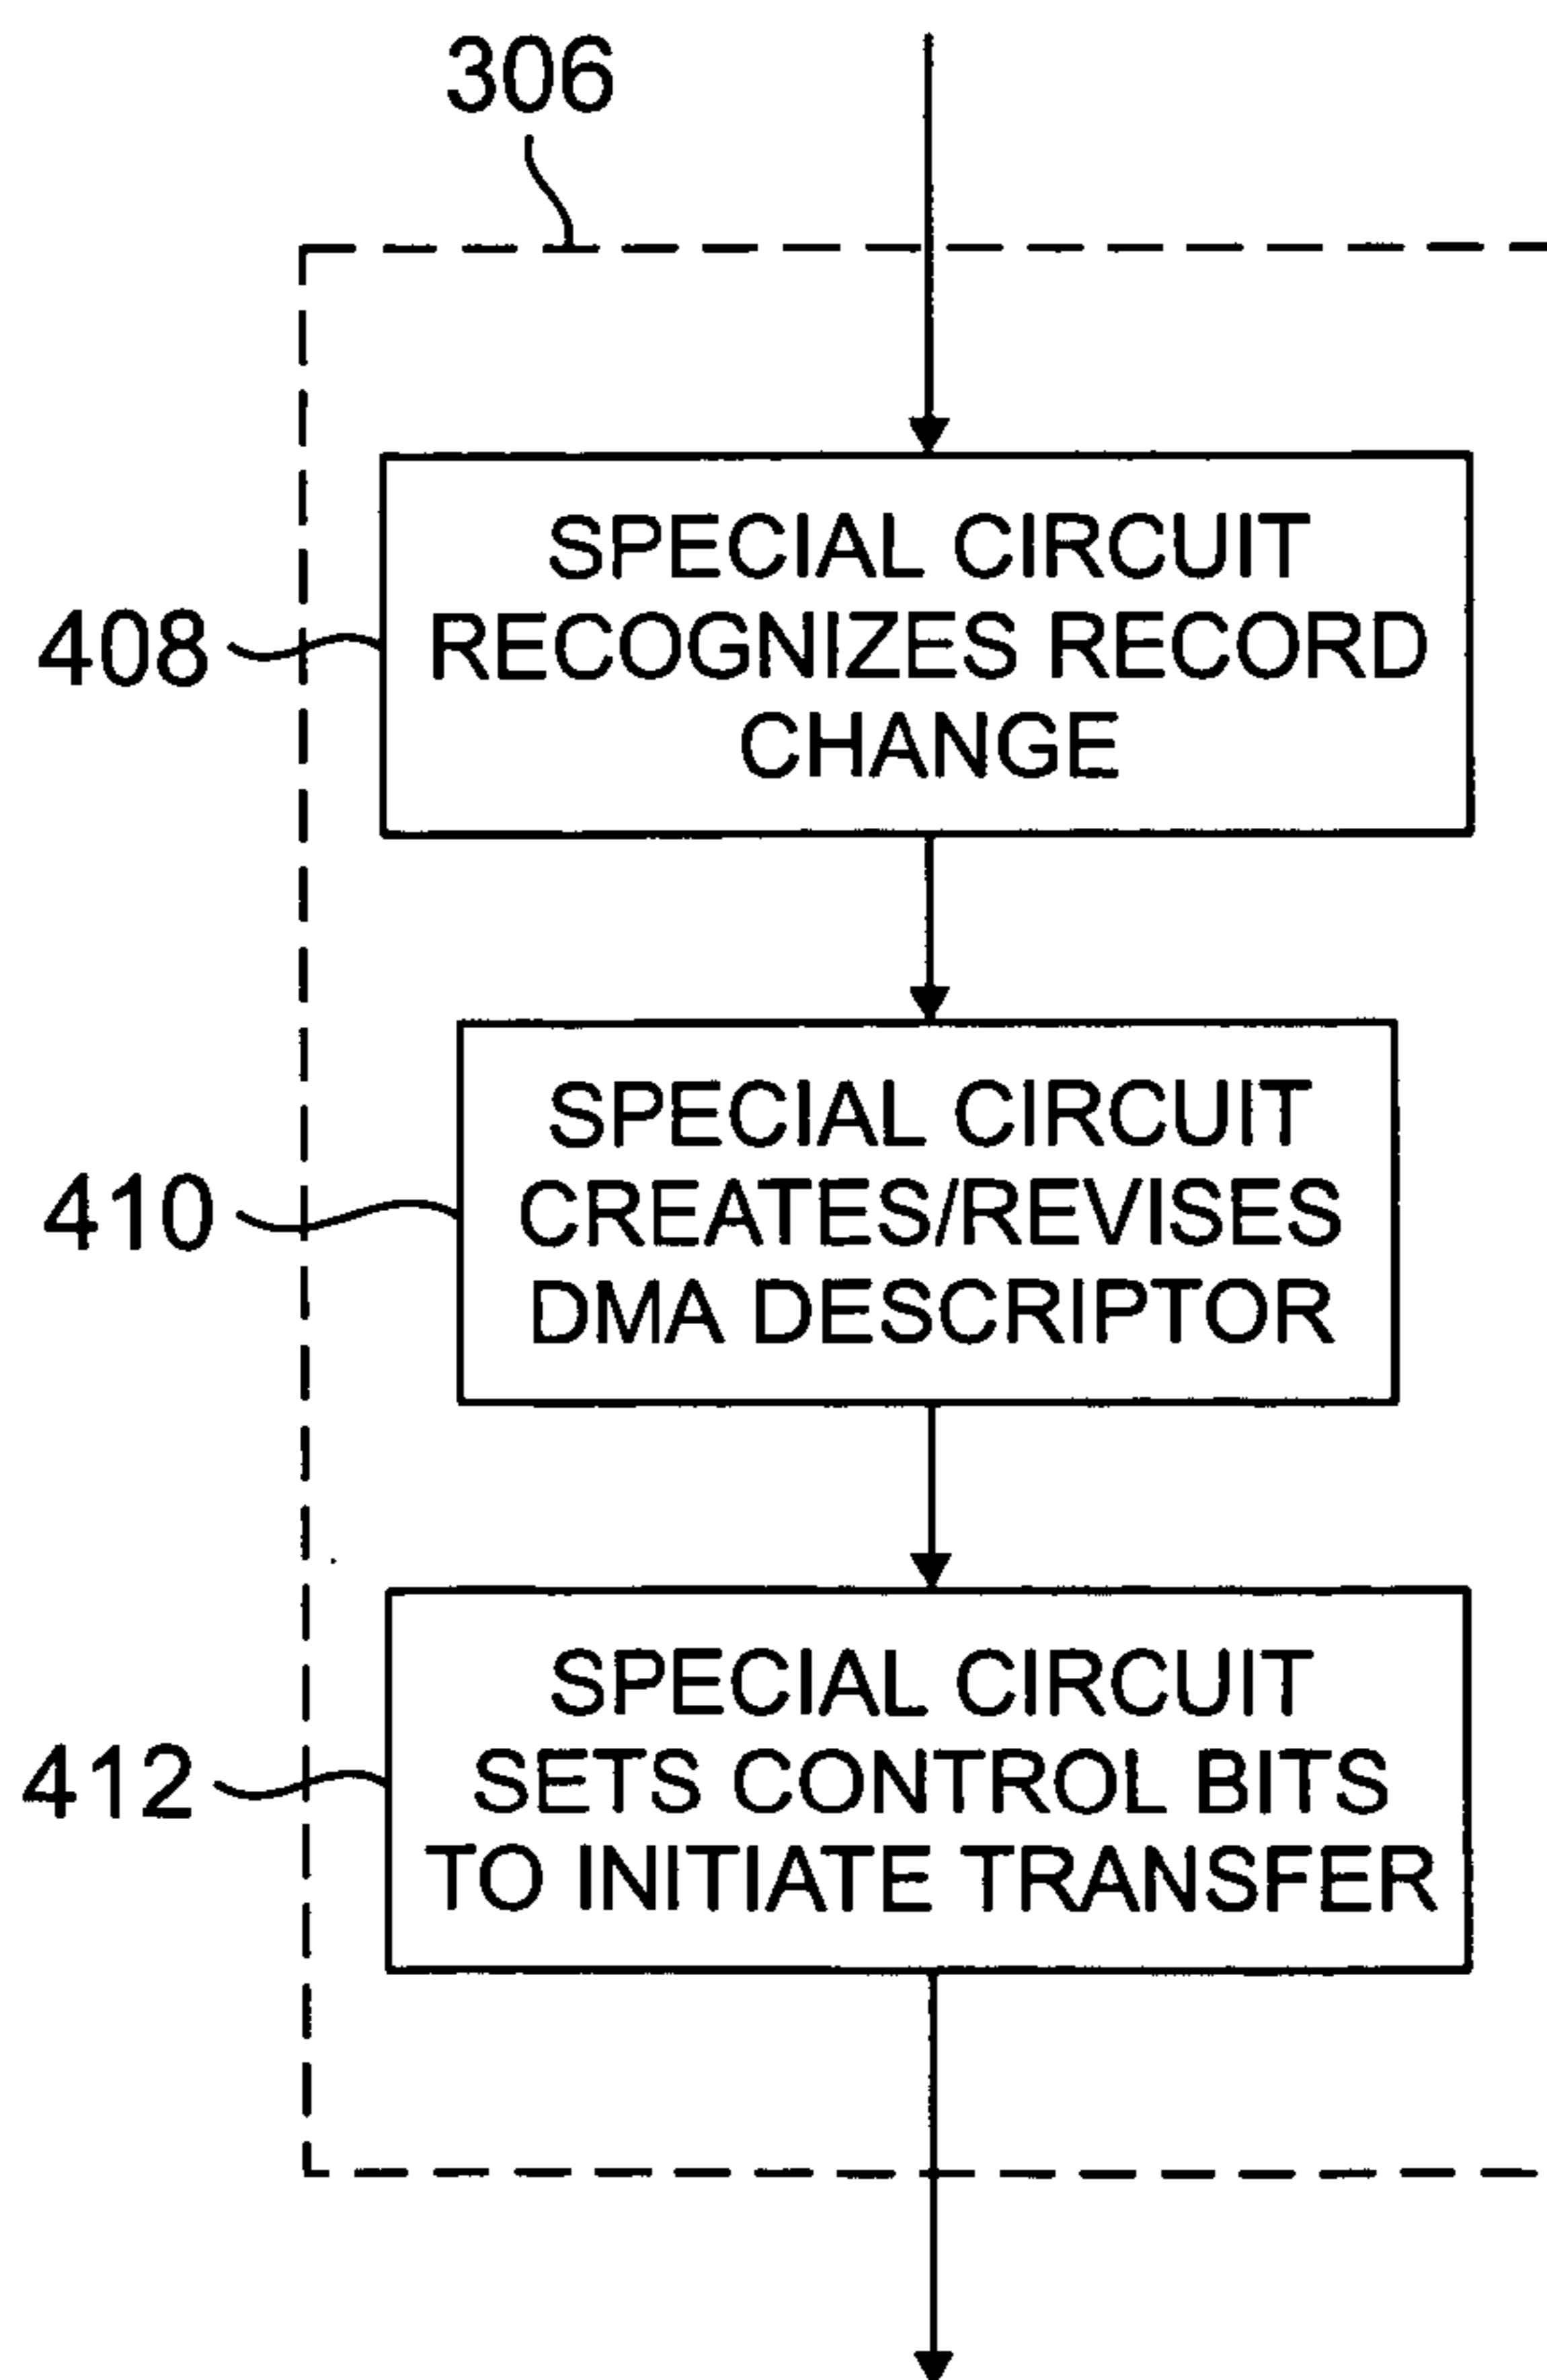 306
408
SPECIAL CIRCUIT
RECOGNIZES RECORD
CHANGE
410
SPECIAL CIRCUIT
CREATES/REVISES
DMA DESCRIPTOR
412
SPECIAL CIRCUIT
SETS CONTROL BITS
TO INITIATE TRANSFER